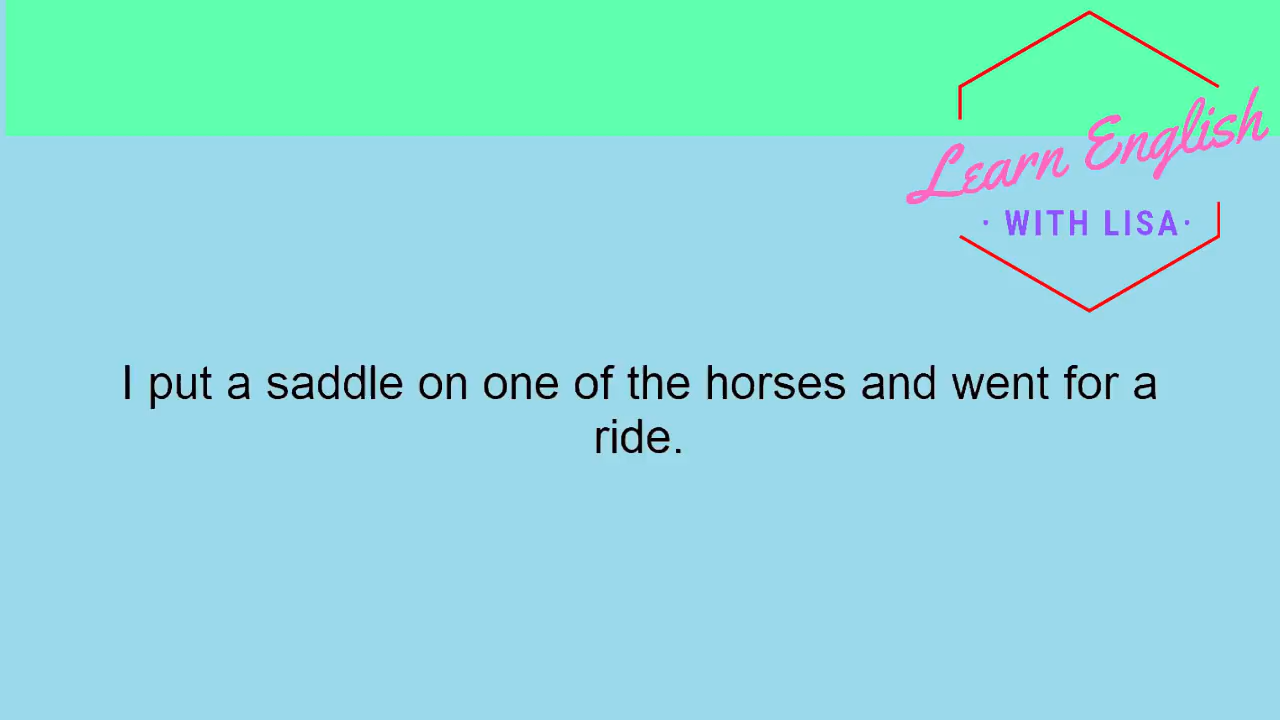 Learn English
· WITH LISA·
I put a saddle on one of the horses and went for a
ride.